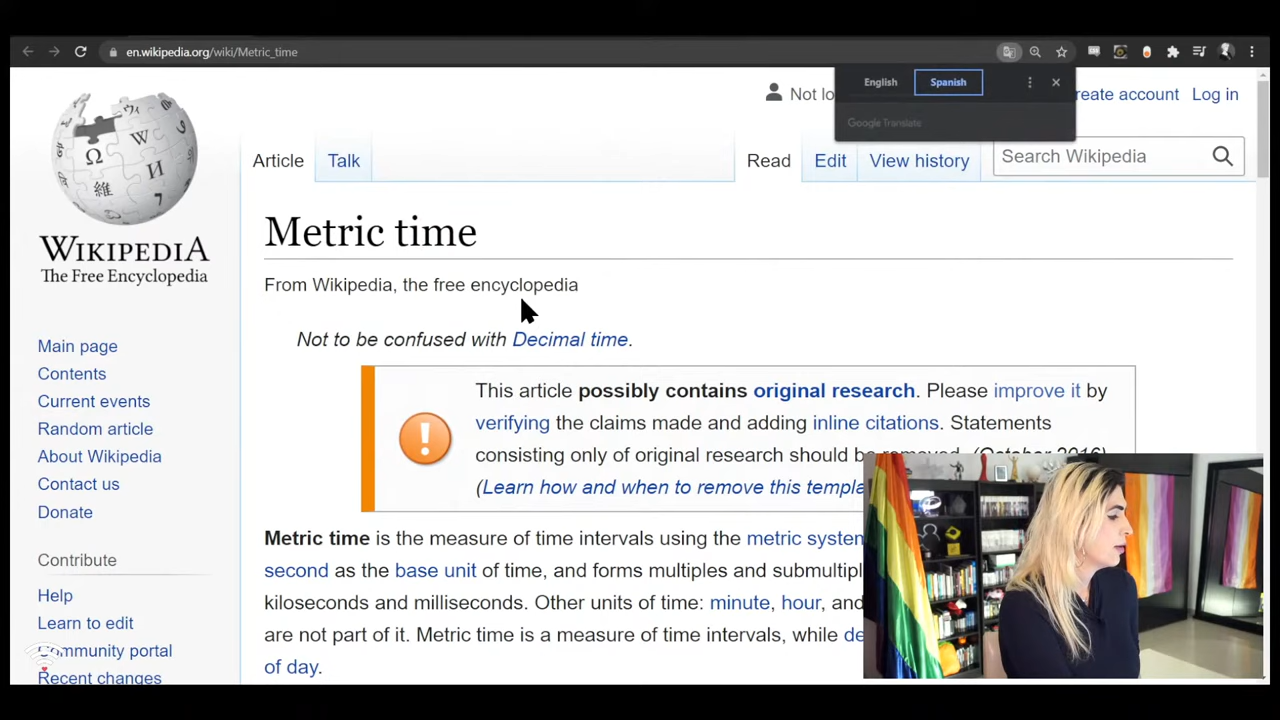 en.wikipedia.org/wiki/Metric_time
English
Spanish
Google Translate
Not lo
reate account
Log in
WIKIPEDIA
The Free Encyclopedia
Article
Talk
Read
Edit
View history
Search Wikipedia
Metric time
From Wikipedia, the free encyclopedia
Not to be confused with Decimal time.
This article possibly contains original research. Please improve it by
verifying the claims made and adding inline citations. Statements
consisting only of original research should be removed. (October 2016)
(Learn how and when to remove this templa
Metric time is the measure of time intervals using the metric system
second as the base unit of time, and forms multiples and submultipl
kiloseconds and milliseconds. Other units of time: minute, hour, and
are not part of it. Metric time is a measure of time intervals, while de
of day.
Main page
Contents
Current events
Random article
About Wikipedia
Contact us
Donate
Contribute
Help
Learn to edit
Community portal
Recent changes